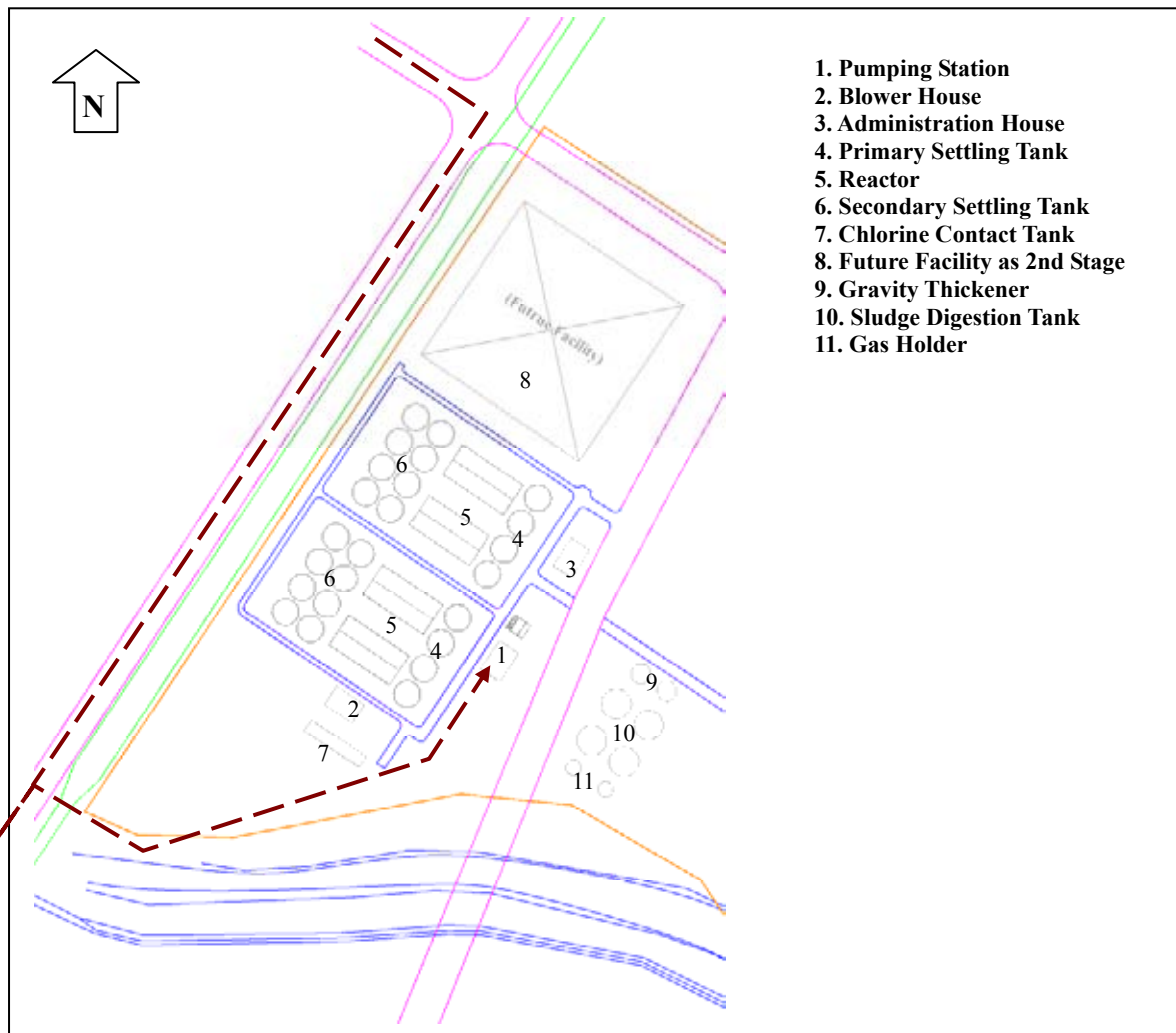 N
1. Pumping Station
2. Blower House
3. Administration House
4. Primary Settling Tank
5. Reactor
6. Secondary Settling Tank
7. Chlorine Contact Tank
8. Future Facility as 2nd Stage
9. Gravity Thickener
10. Sludge Digestion Tank
11. Gas Holder
(Futrue Facility)
8
6
5
4
3
6
5
4
1
2
7
9
10
11